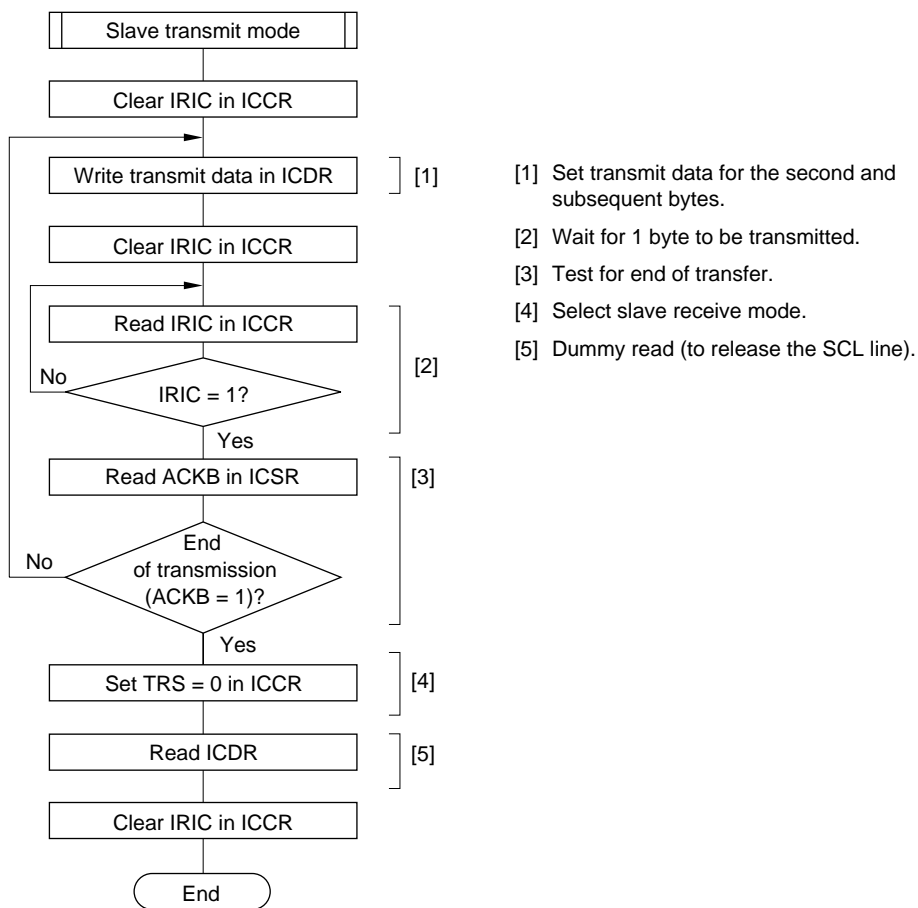 Slave transmit mode
Clear IRIC in ICCR
Write transmit data in ICDR
[1]
Clear IRIC in ICCR
Read IRIC in ICCR
[2]
No
IRIC = 1?
Yes
Read ACKB in ICSR
[3]
No
End
of transmission
(ACKB = 1)?
Yes
Set TRS = 0 in ICCR
[4]
Read ICDR
[5]
Clear IRIC in ICCR
End
[1] Set transmit data for the second and
subsequent bytes.
[2] Wait for 1 byte to be transmitted.
[3] Test for end of transfer.
[4] Select slave receive mode.
[5] Dummy read (to release the SCL line).